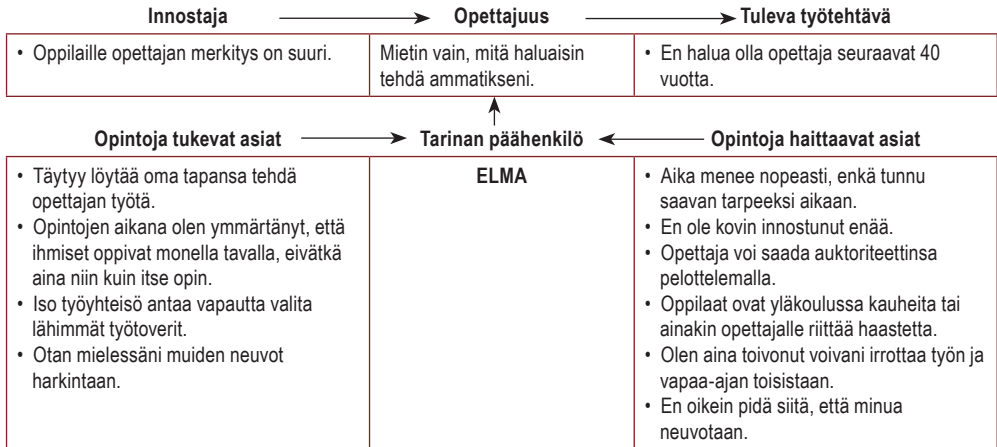 Innostaja Opettajuus Tuleva työtehtävä
• Oppilaille opettajan merkitys on suuri.
Mietin vain, mitä haluaisin
tehdä ammatikseni.
• En halua olla opettaja seuraavat 40
vuotta.
Opintoja tukevat asiat Tarinan päähenkilö Opintoja haittaavat asiat
• Täytyy löytää oma tapansa tehdä
opettajan työtä.
• Opintojen aikana olen ymmärtänyt, että
ihmiset oppivat monella tavalla, eivätkä
aina niin kuin itse opin.
• Iso työyhteisö antaa vapautta valita
lähimmät työtoverit.
• Otan mielessäni muiden neuvot
harkintaan.
ELMA
• Aika menee nopeasti, enkä tunnu
saavan tarpeeksi aikaan.
• En ole kovin innostunut enää.
• Opettaja voi saada auktoriteettinsa
pelottelemalla.
• Oppilaat ovat yläkoulussa kauheita tai
ainakin opettajalle riittää haastetta.
• Olen aina toivonut voivani irrottaa työn ja
vapaa-ajan toisistaan.
• En oikein pidä siitä, että minua
neuvotaan.